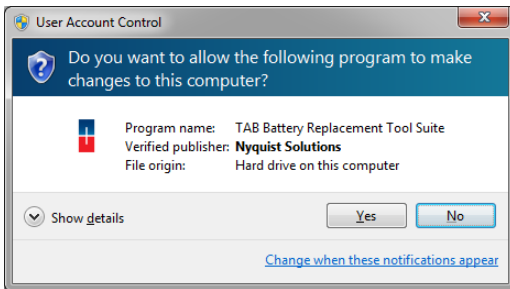 User Account Control
Do you want to allow the following program to make
changes to this computer?
Program name: TAB Battery Replacement Tool Suite
Verified publisher: Nyquist Solutions
File origin: Hard drive on this computer
Show details Yes No
Change when these notifications appear